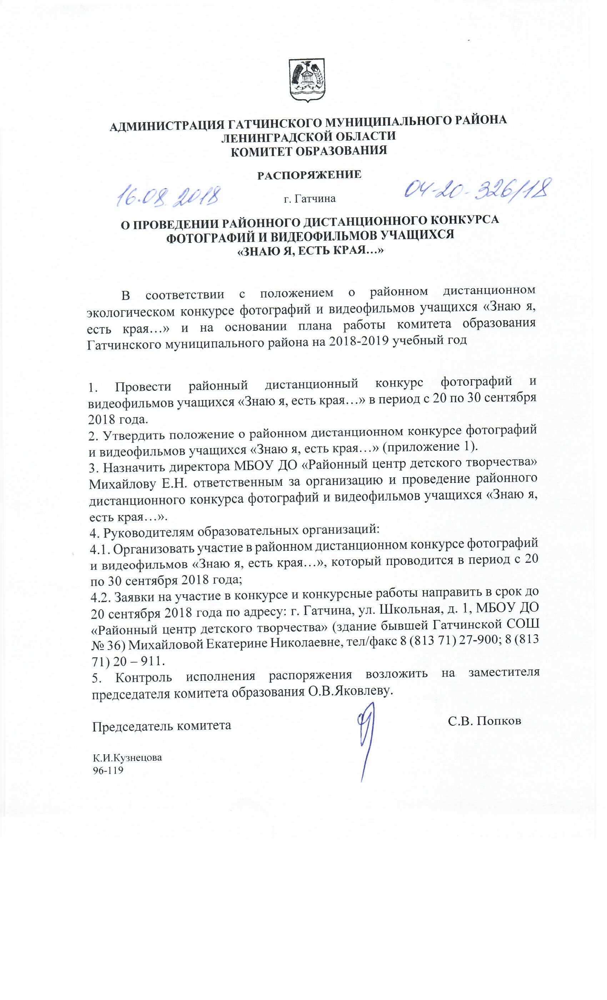 АДМИНИСТРАЦИЯ ГАТЧИНСКОГО МУНИЦИПАЛЬНОГО РАЙОНА
ЛЕНИНГРАДСКОЙ ОБЛАСТИ
КОМИТЕТ ОБРАЗОВАНИЯ
РАСПОРЯЖЕНИЕ
16.08.2018 г. Гатчина 04-20-326/18
О ПРОВЕДЕНИИ РАЙОННОГО ДИСТАНЦИОННОГО КОНКУРСА
ФОТОГРАФИЙ И ВИДЕОФИЛЬМОВ УЧАЩИХСЯ
«ЗНАЮ Я, ЕСТЬ КРАЯ…»
В соответствии с положением о районном дистанционном
экологическом конкурсе фотографий и видеофильмов учащихся «Знаю я,
есть края…» и на основании плана работы комитета образования
Гатчинского муниципального района на 2018-2019 учебный год
1. Провести районный дистанционный конкурс фотографий и
видеофильмов учащихся «Знаю я, есть края…» в период с 20 по 30 сентября
2018 года.
2. Утвердить положение о районном дистанционном конкурсе фотографий
и видеофильмов учащихся «Знаю я, есть края…» (приложение 1).
3. Назначить директора МБОУ ДО «Районный центр детского творчества»
Михайлову Е.Н. ответственным за организацию и проведение районного
дистанционного конкурса фотографий и видеофильмов учащихся «Знаю я,
есть края…».
4. Руководителям образовательных организаций:
4.1. Организовать участие в районном дистанционном конкурсе фотографий
и видеофильмов «Знаю я, есть края…», который проводится в период с 20
по 30 сентября 2018 года;
4.2. Заявки на участие в конкурсе и конкурсные работы направить в срок до
20 сентября 2018 года по адресу: г. Гатчина, ул. Школьная, д. 1, МБОУ ДО
«Районный центр детского творчества» (здание бывшей Гатчинской СОШ
№ 36) Михайловой Екатерине Николаевне, тел/факс 8 (813 71) 27-900; 8 (813
71) 20 – 911.
5. Контроль исполнения распоряжения возложить на заместителя
председателя комитета образования О.В.Яковлеву.
Председатель комитета С.В. Попков
К.И.Кузнецова
96-119